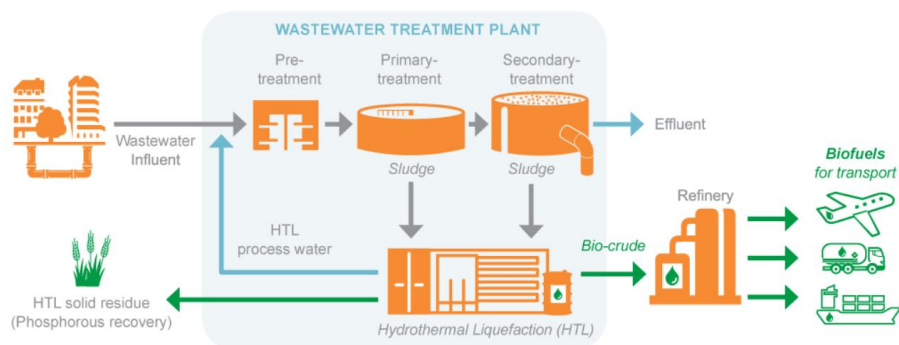 WASTEWATER TREATMENT PLANT
Pre-
treatment
Primary-
treatment
Secondary-
treatment
Wastewater
Influent
Effluent
Sludge
Sludge
Biofuels
for transport
Refinery
HTL
process water
Bio-crude
HTL solid residue
(Phosphorous recovery)
Hydrothermal Liquefaction (HTL)